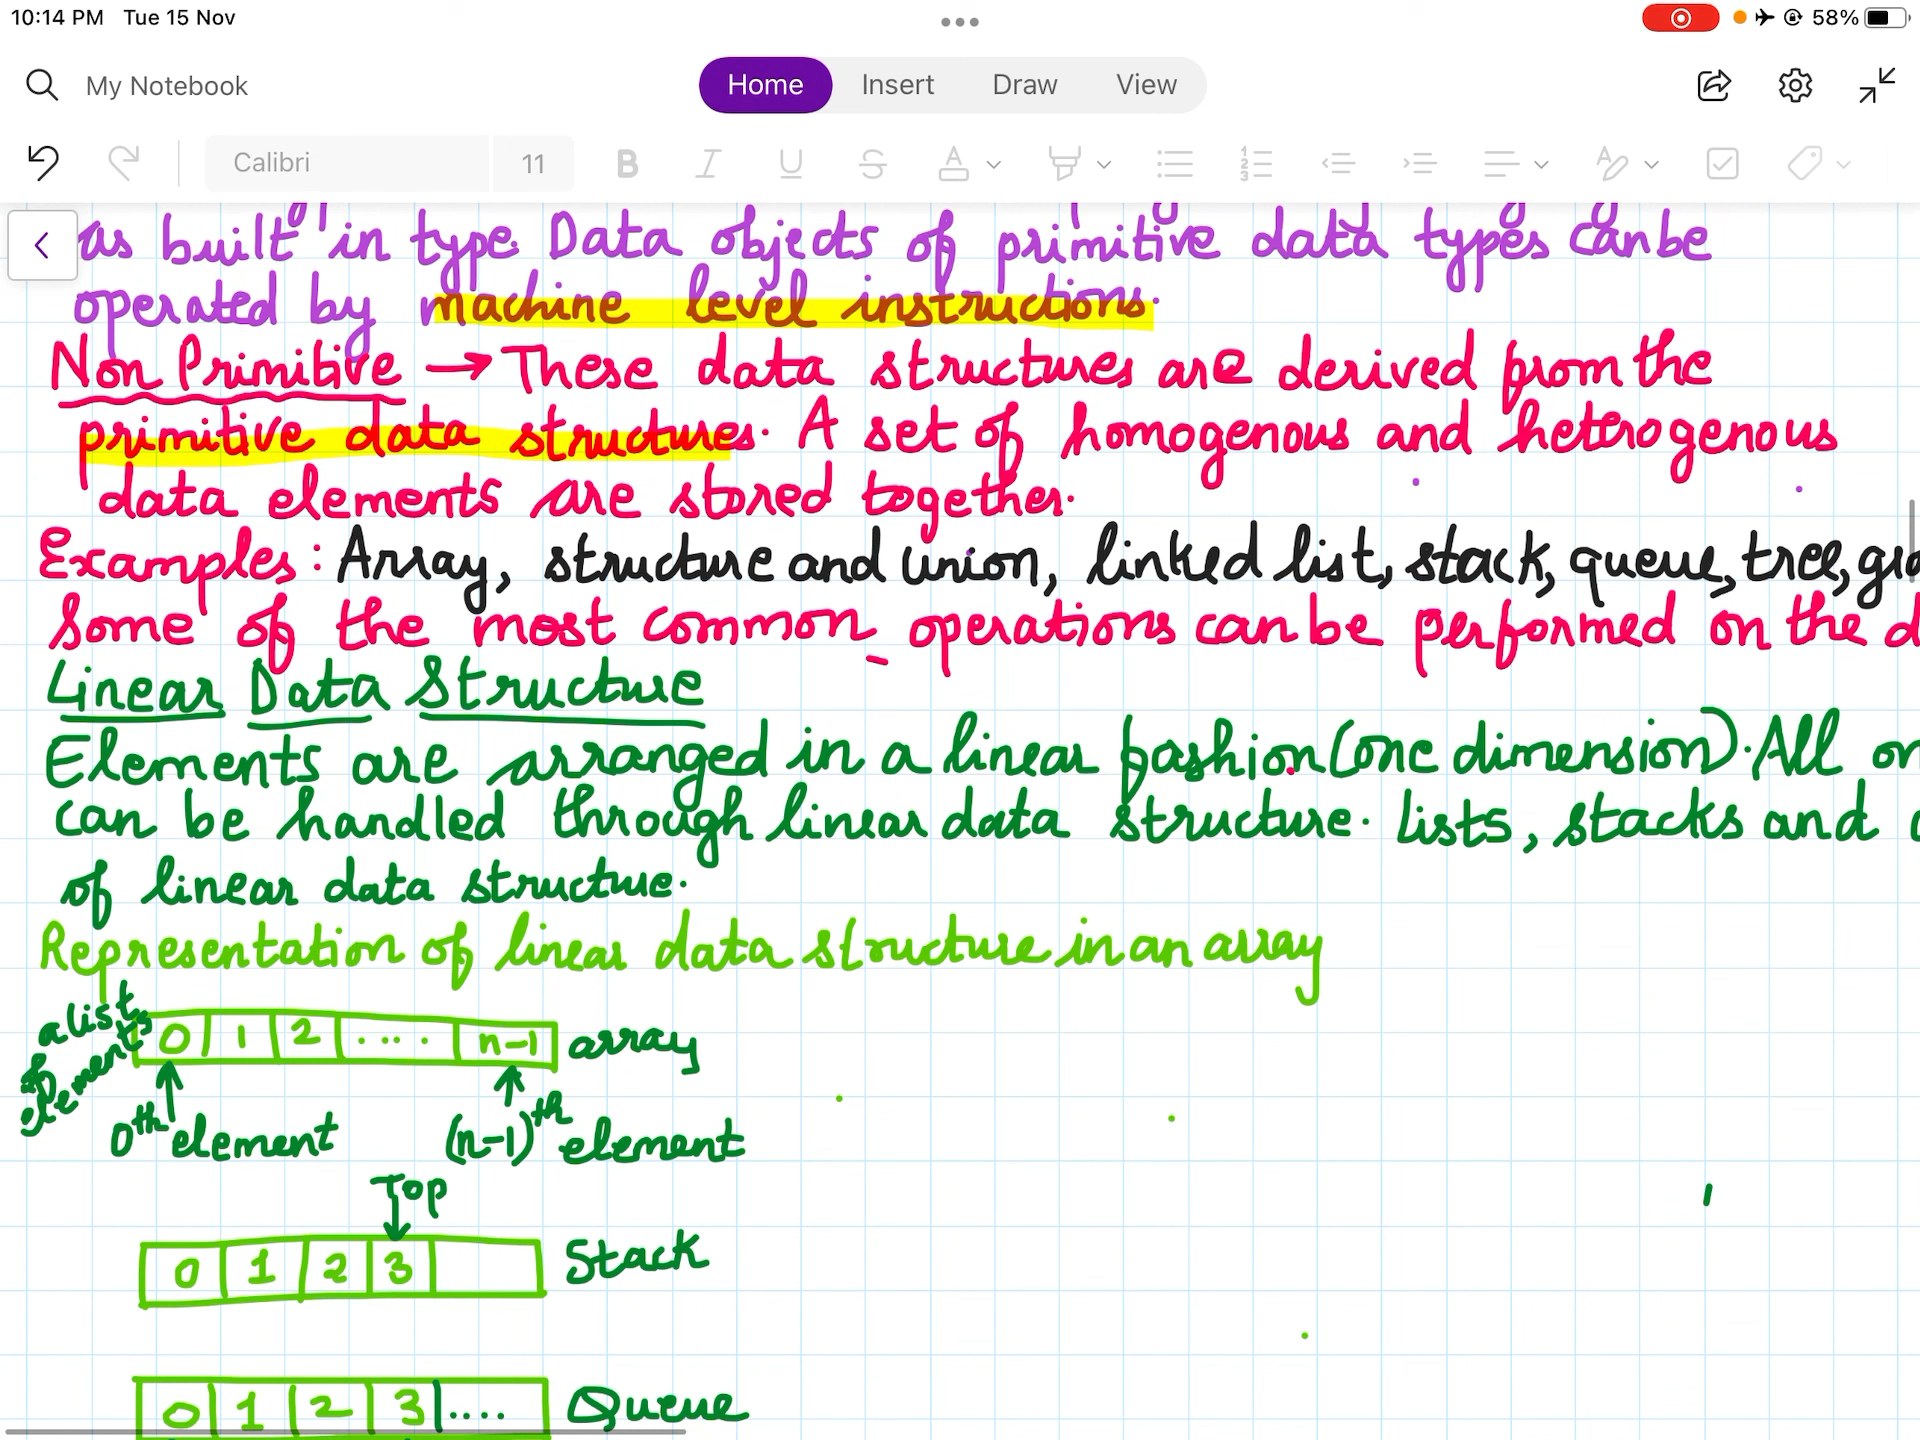 10:14 PM Tue 15 Nov
58%
My Notebook
Home Insert Draw View
Calibri 11 B I U S A
as built in type. Data objects of primitive data types can be
operated by machine level instructions.
Non Primitive → These data structures are derived from the
primitive data structures. A set of homogenous and hetrogenous
data elements are stored together.
Examples: Array, structure and union, linked list, stack, queue, tree, gra
Some of the most common operations can be performed on the d
Linear Data Structure
Elements are arranged in a linear fashion (one dimension). All on
can be handled through linear data structure. Lists, stacks and
of linear data structure.
Representation of linear data structure in an array
a list of elements
0 1 2 .... n-1 array
0th element (n-1)th element
Top
0 1 2 3 Stack
0 1 2 3 .... Queue